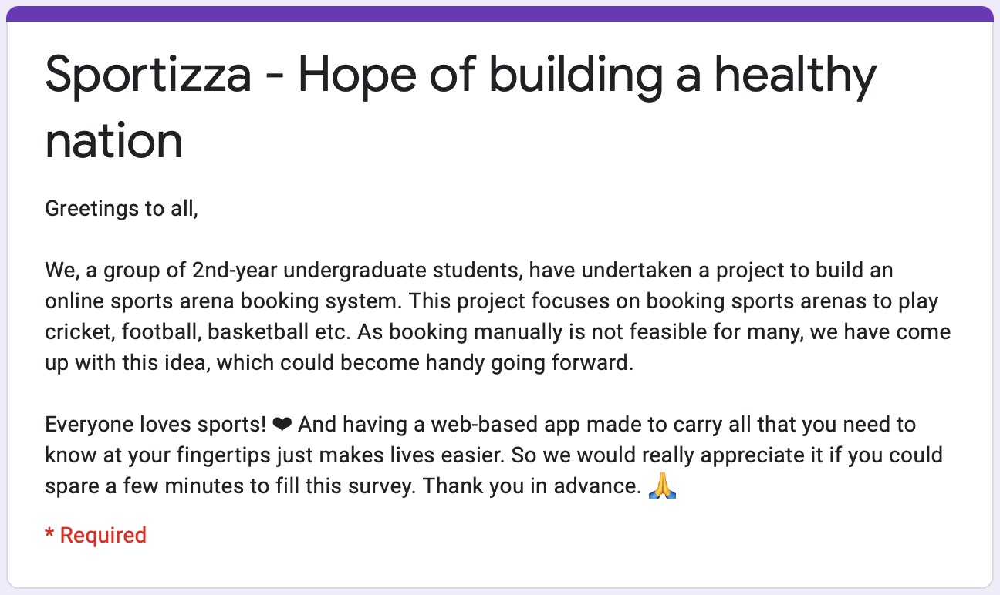 Sportizza - Hope of building a healthy
nation
Greetings to all,
We, a group of 2nd-year undergraduate students, have undertaken a project to build an
online sports arena booking system. This project focuses on booking sports arenas to play
cricket, football, basketball etc. As booking manually is not feasible for many, we have come
up with this idea, which could become handy going forward.
Everyone loves sports! ❤ And having a web-based app made to carry all that you need to
know at your fingertips just makes lives easier. So we would really appreciate it if you could
spare a few minutes to fill this survey. Thank you in advance. 🙏
* Required